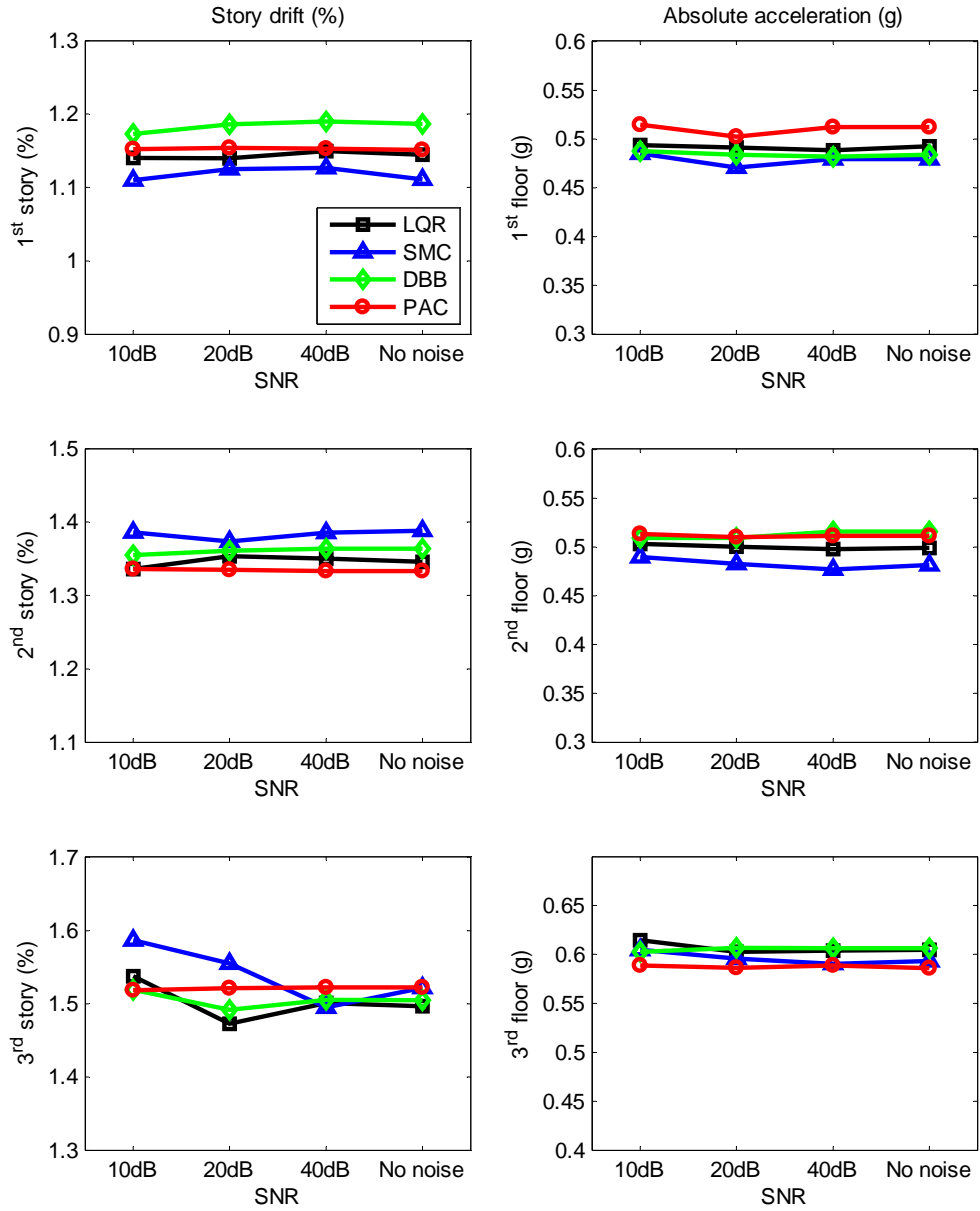 Story drift (%)
1.3
1.2
1.1
1
0.9
1st story (%)
10dB 20dB 40dB No noise
SNR
LQR
SMC
DBB
PAC
Absolute acceleration (g)
0.6
0.55
0.5
0.45
0.4
0.35
0.3
1st floor (g)
10dB 20dB 40dB No noise
SNR
1.5
1.4
1.3
1.2
1.1
2nd story (%)
10dB 20dB 40dB No noise
SNR
0.6
0.55
0.5
0.45
0.4
0.35
0.3
2nd floor (g)
10dB 20dB 40dB No noise
SNR
1.7
1.6
1.5
1.4
1.3
3rd story (%)
10dB 20dB 40dB No noise
SNR
0.65
0.6
0.55
0.5
0.45
0.4
3rd floor (g)
10dB 20dB 40dB No noise
SNR